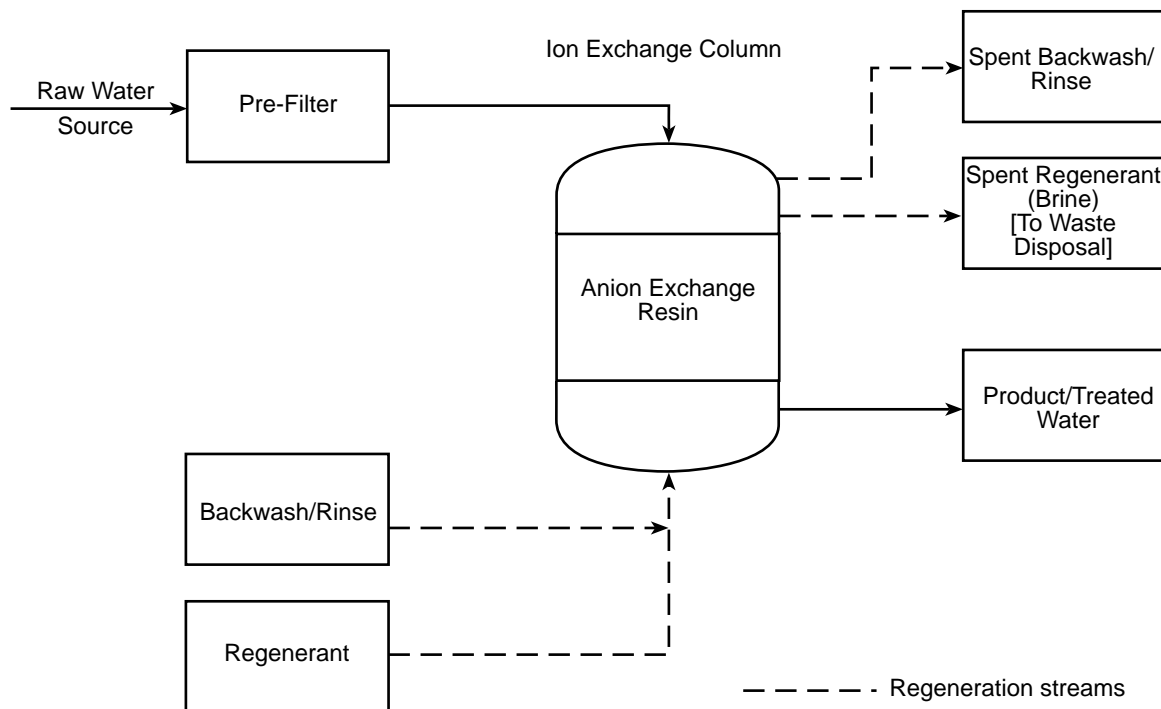 Ion Exchange Column
Raw Water
Source
Pre-Filter
Spent Backwash/
Rinse
Spent Regenerant
(Brine)
[To Waste
Disposal]
Anion Exchange
Resin
Product/Treated
Water
Backwash/Rinse
Regenerant
Regeneration streams